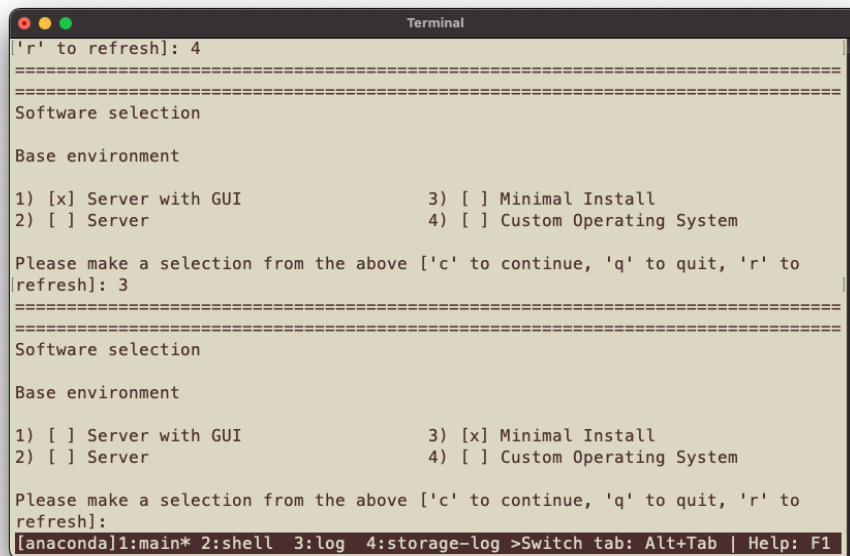 Terminal
['r' to refresh]: 4 ]
================================================================================
================================================================================
Software selection
Base environment
1) [x] Server with GUI                  3) [ ] Minimal Install
2) [ ] Server                           4) [ ] Custom Operating System
Please make a selection from the above ['c' to continue, 'q' to quit, 'r' to
[refresh]: 3 ]
================================================================================
================================================================================
Software selection
Base environment
1) [ ] Server with GUI                  3) [x] Minimal Install
2) [ ] Server                           4) [ ] Custom Operating System
Please make a selection from the above ['c' to continue, 'q' to quit, 'r' to
refresh]:
[anaconda]1:main* 2:shell  3:log  4:storage-log >Switch tab: Alt+Tab | Help: F1